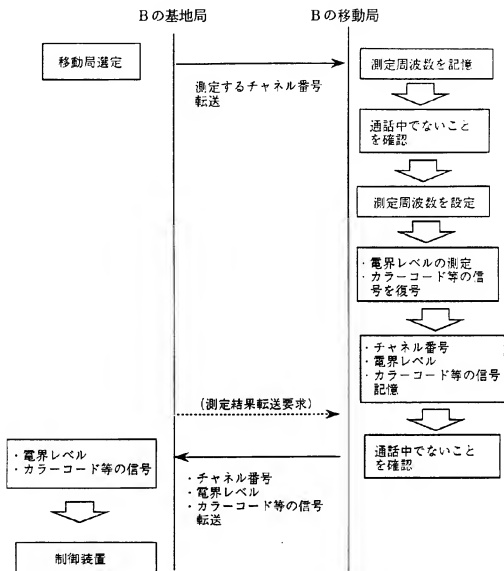 Bの基地局
Bの移動局
移動局選定
測定するチャネル番号
転送
測定周波数を記憶
通話中でないこと
を確認
測定周波数を設定
・電界レベルの測定
・カラーコード等の信
号を復号
・チャネル番号
・電界レベル
・カラーコード等の信号
記憶
(測定結果転送要求)
通話中でないこと
を確認
・チャネル番号
・電界レベル
・カラーコード等の信号
転送
・電界レベル
・カラーコード等の信号
制御装置